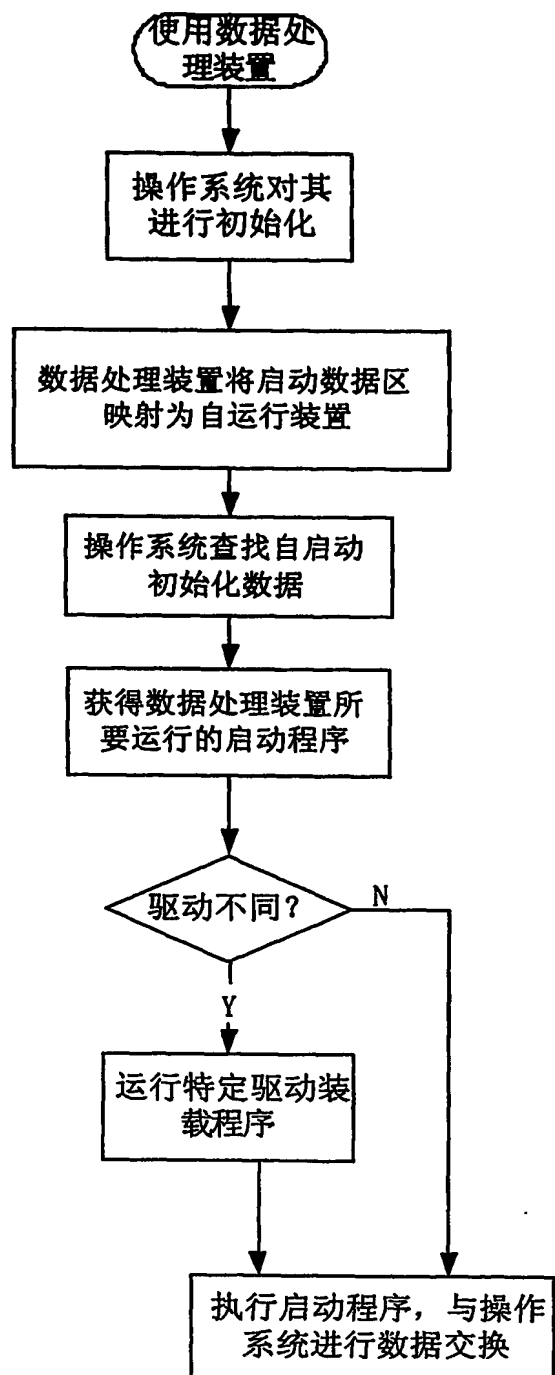 使用数据处
理装置
操作系统对其
进行初始化
数据处理装置将启动数据区
映射为自运行装置
操作系统查找自启动
初始化数据
获得数据处理装置所
要运行的启动程序
驱动不同?
N
Y
运行特定驱动装
载程序
执行启动程序，与操作
系统进行数据交换